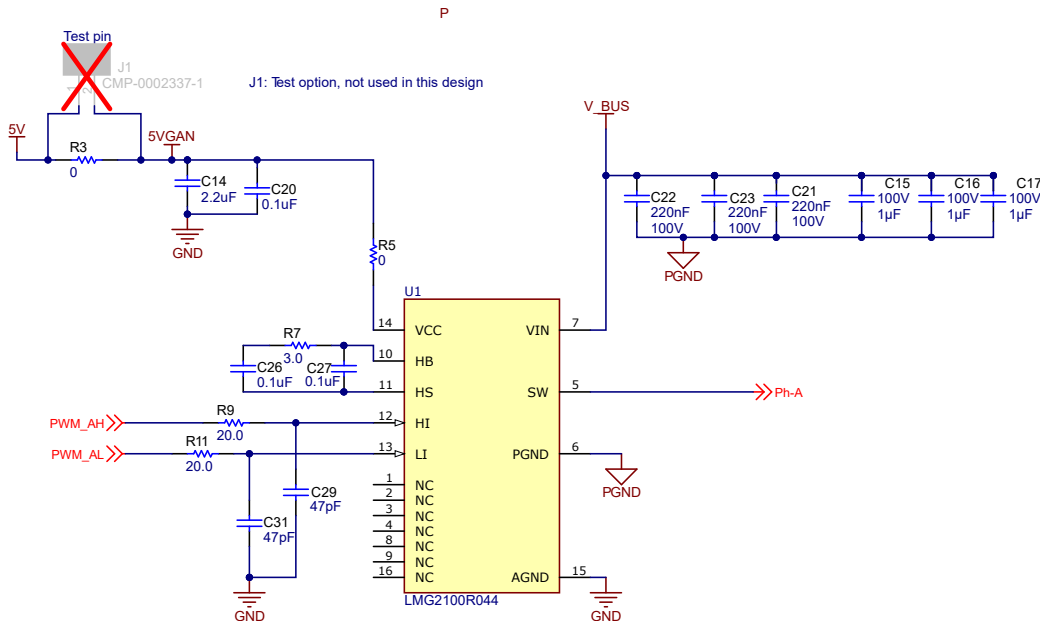 P
Test pin
J1
CMP-0002337-1
1
2
J1: Test option, not used in this design
5V
R3
0
5VGAN
C14
2.2uF
C20
0.1uF
GND
R5
0
V_BUS
C22
220nF
100V
C23
220nF
100V
C21
220nF
100V
C15
100V
1µF
C16
100V
1µF
C17
100V
1µF
PGND
U1
14 VCC
VIN 7
R7
3.0
C26
0.1uF
C27
0.1uF
10 HB
11 HS
SW 5
Ph-A
PWM_AH
R9
20.0
12 HI
PWM_AL
R11
20.0
13 LI
PGND 6
PGND
1 NC
2 NC
3 NC
4 NC
8 NC
9 NC
16 NC
C29
47pF
C31
47pF
GND
AGND 15
GND
LMG2100R044